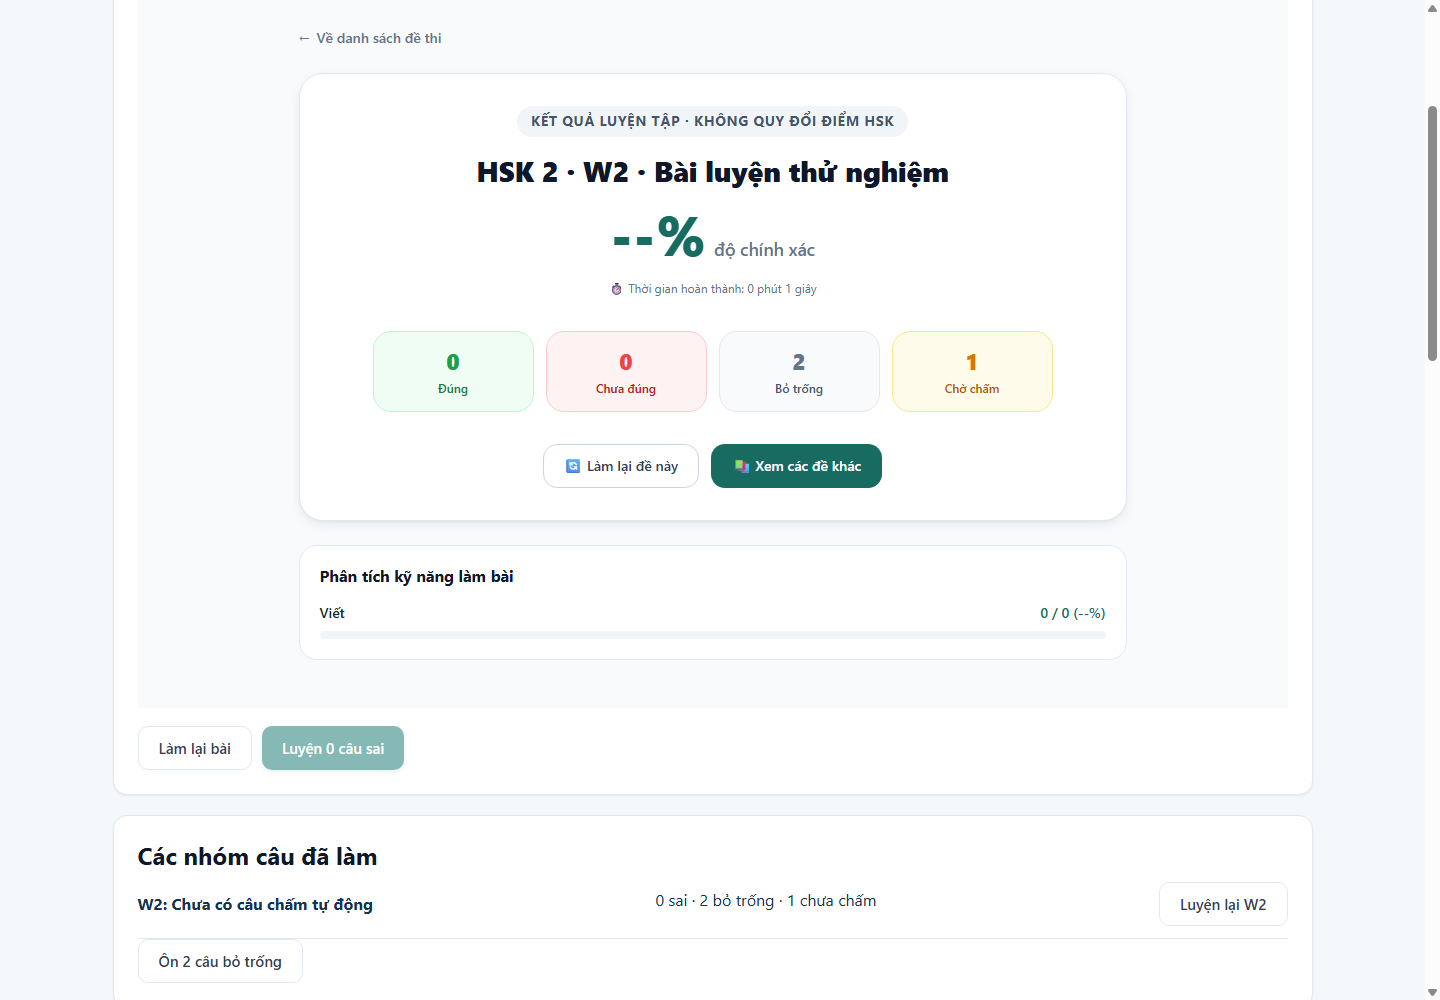 ← Về danh sách đề thi
KẾT QUẢ LUYỆN TẬP · KHÔNG QUY ĐỔI ĐIỂM HSK
HSK 2 · W2 · Bài luyện thử nghiệm
--% độ chính xác
Thời gian hoàn thành: 0 phút 1 giây
0
Đúng
0
Chưa đúng
2
Bỏ trống
1
Chờ chấm
Làm lại đề này
Xem các đề khác
Phân tích kỹ năng làm bài
Viết
0 / 0 (--%)
Làm lại bài
Luyện 0 câu sai
Các nhóm câu đã làm
W2: Chưa có câu chấm tự động
0 sai · 2 bỏ trống · 1 chưa chấm
Luyện lại W2
Ôn 2 câu bỏ trống